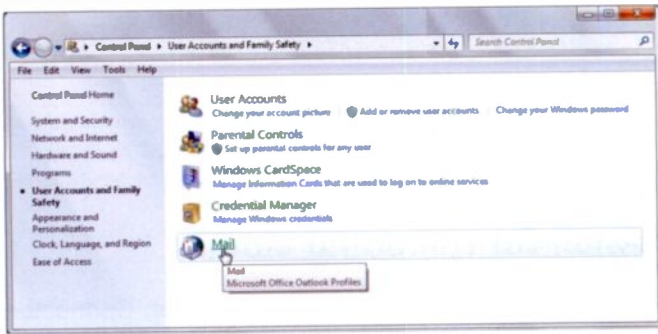 Control Panel ▸ User Accounts and Family Safety ▸
Search Control Panel
File Edit View Tools Help
Control Panel Home
System and Security
Network and Internet
Hardware and Sound
Programs
User Accounts and Family
Safety
Appearance and
Personalization
Clock, Language, and Region
Ease of Access
User Accounts
Change your account picture Add or remove user accounts Change your Windows password
Parental Controls
Set up parental controls for any user
Windows CardSpace
Manage Information Cards that are used to log on to online services
Credential Manager
Manage Windows credentials
Mail
Mail
Microsoft Office Outlook Profiles